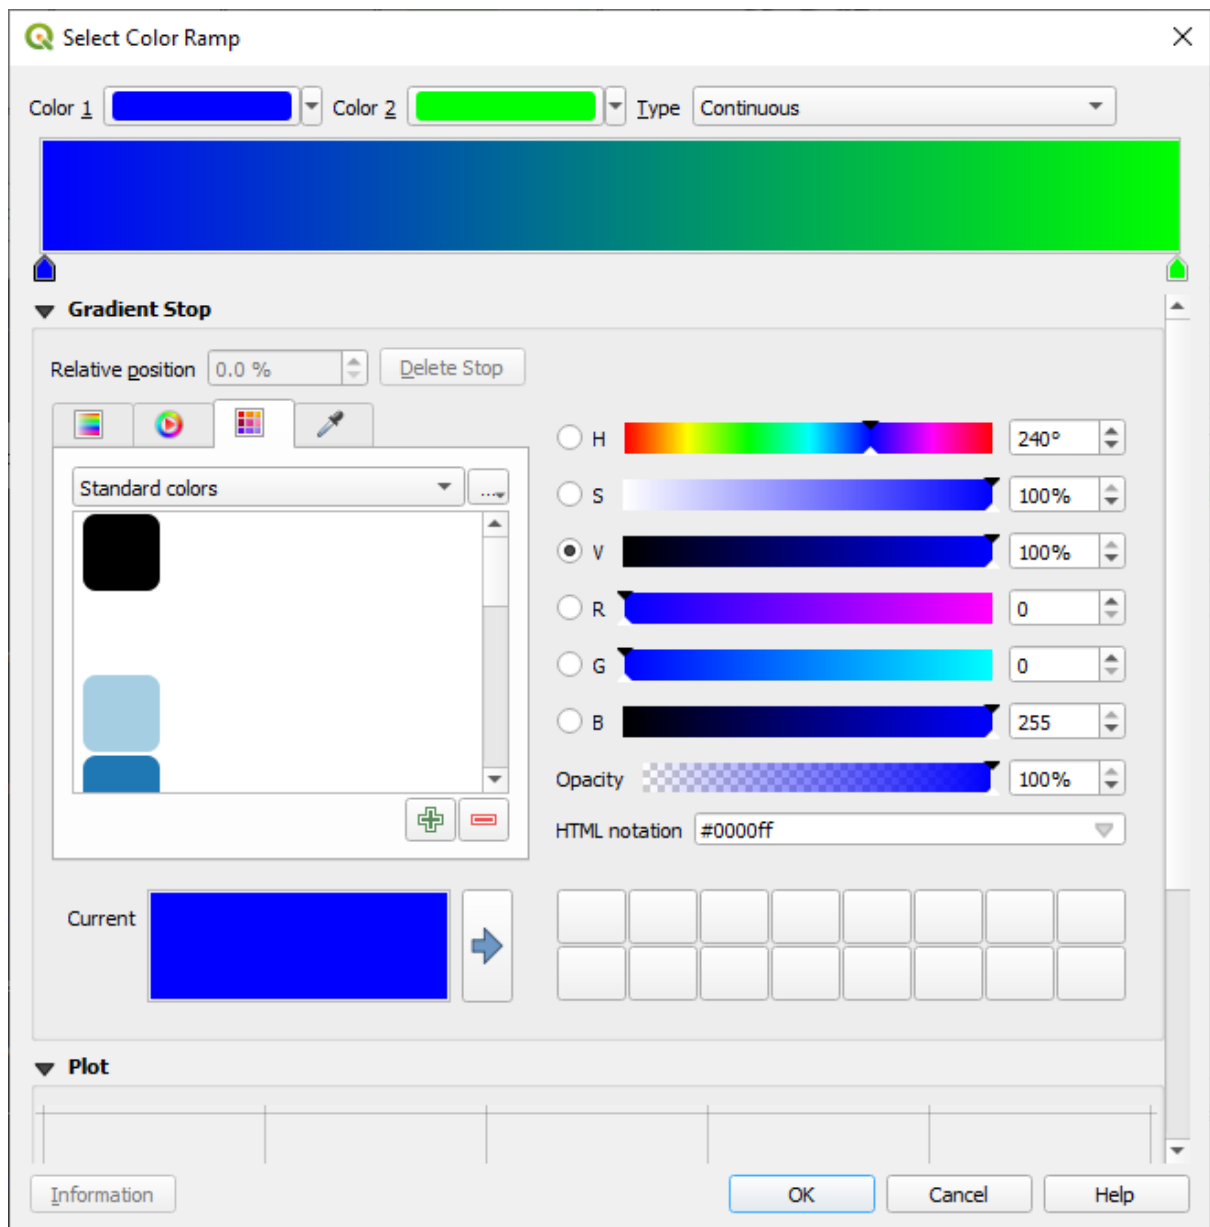 Select Color Ramp
Color 1 Color 2 Type Continuous
Gradient Stop
Relative position 0.0 % Delete Stop
H 240°
Standard colors ...
S 100%
V 100%
R 0
G 0
B 255
Opacity 100%
HTML notation #0000ff
Current
Plot
Information OK Cancel Help